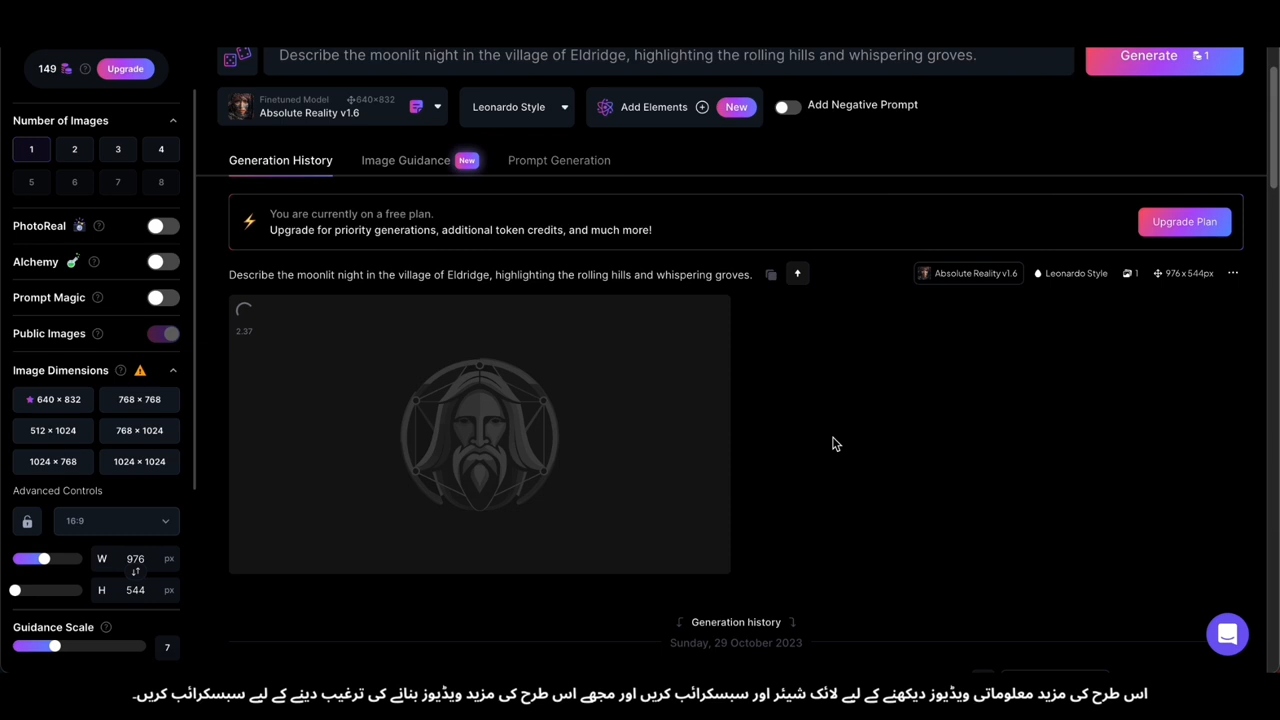 149 Upgrade
Describe the moonlit night in the village of Eldridge, highlighting the rolling hills and whispering groves.
Generate 1
Finetuned Model 640×832
Absolute Reality v1.6
Leonardo Style
Add Elements New
Add Negative Prompt
Number of Images
1 2 3 4
5 6 7 8
PhotoReal
Alchemy
Prompt Magic
Public Images
Image Dimensions
640 × 832 768 × 768
512 × 1024 768 × 1024
1024 × 768 1024 × 1024
Advanced Controls
16:9
W 976 px
H 544 px
Guidance Scale
7
Generation History Image Guidance New Prompt Generation
You are currently on a free plan.
Upgrade for priority generations, additional token credits, and much more!
Upgrade Plan
Describe the moonlit night in the village of Eldridge, highlighting the rolling hills and whispering groves.
Absolute Reality v1.6 Leonardo Style 1 976 x 544px
2.37
Generation history
Sunday, 29 October 2023
اس طرح کی مزید معلوماتی ویڈیوز دیکھنے کے لیے لائک شیئر اور سبسکرائب کریں اور مجھے اس طرح کی مزید ویڈیوز بنانے کی ترغیب دینے کے لیے سبسکرائب کریں۔